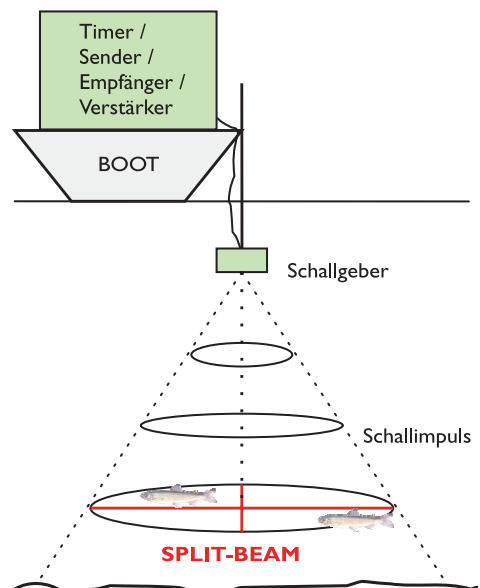 Timer /
Sender /
Empfänger /
Verstärker
BOOT
Schallgeber
Schallimpuls
SPLIT-BEAM